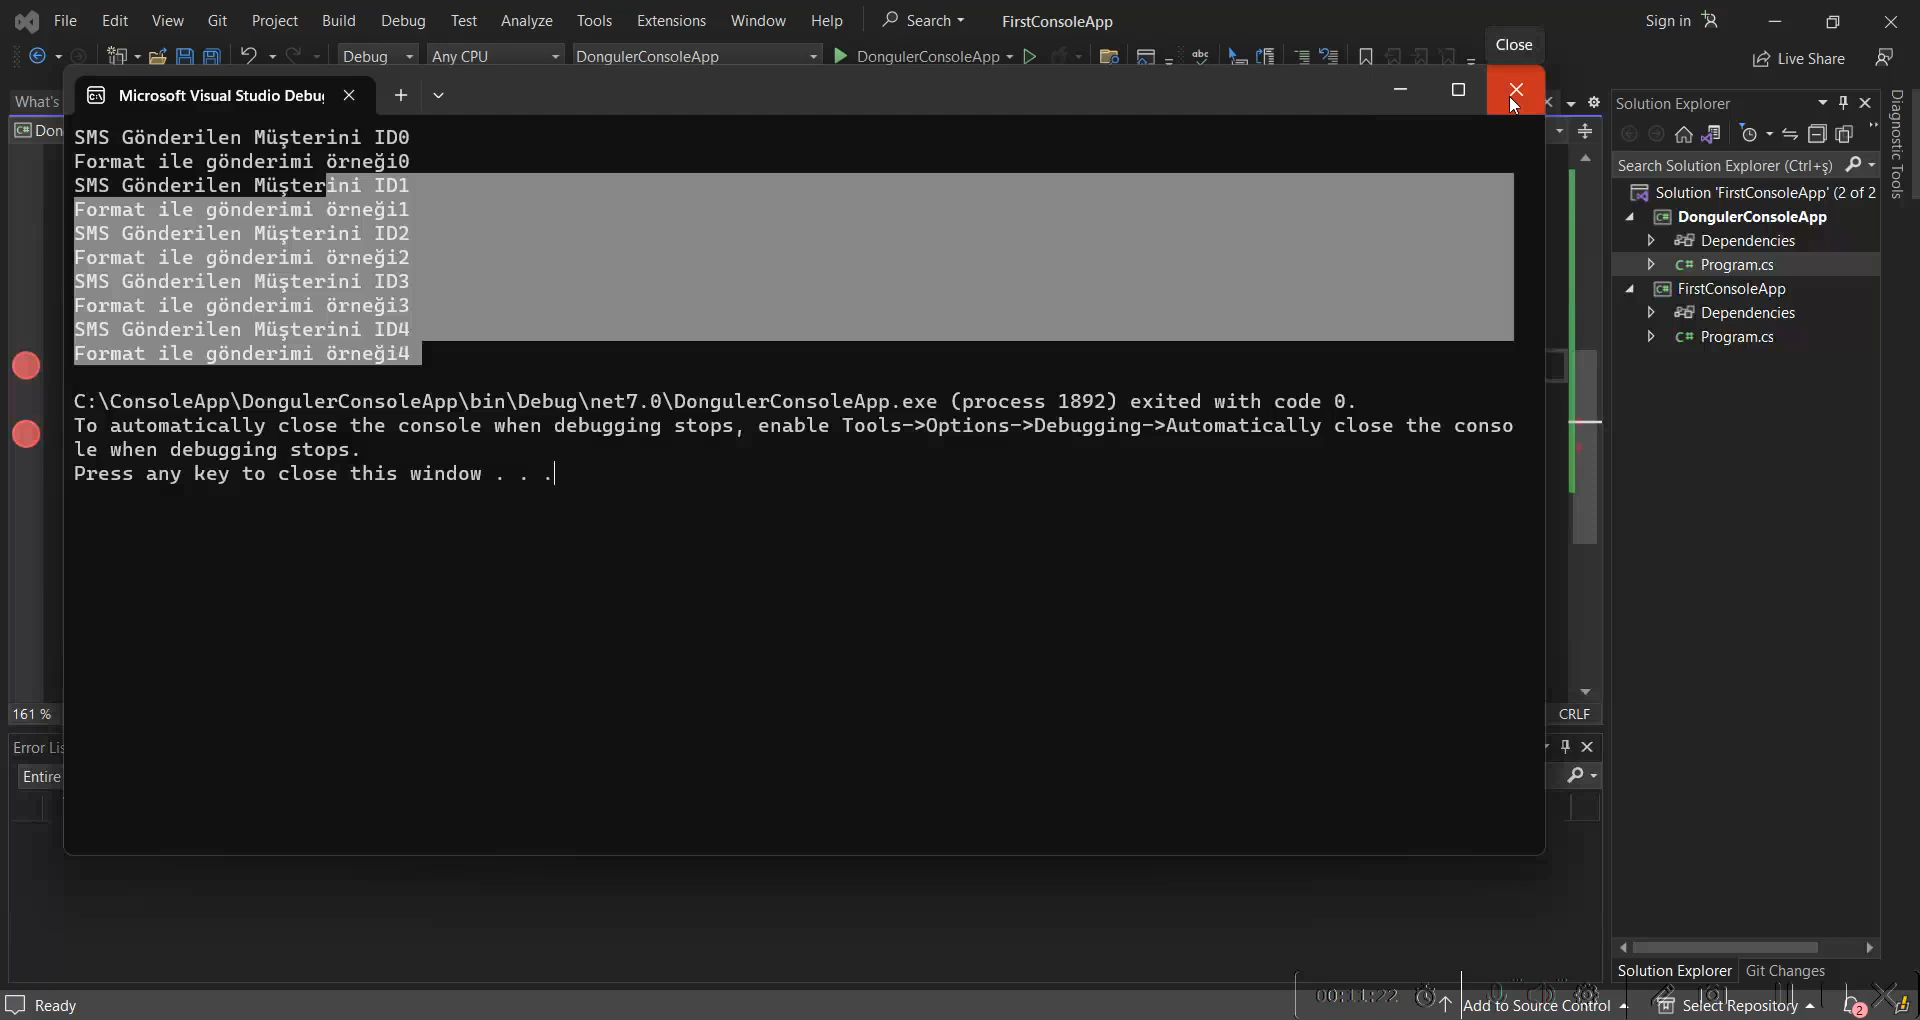 File Edit View Git Project Build Debug Test Analyze Tools Extensions Window Help Search FirstConsoleApp Sign in
Close
Debug Any CPU DongulerConsoleApp DongulerConsoleApp Live Share
What's Microsoft Visual Studio Debu Solution Explorer
Don
SMS Gönderilen Müşterini ID0
Format ile gönderimi örneği0
SMS Gönderilen Müşterini ID1
Format ile gönderimi örneği1
SMS Gönderilen Müşterini ID2
Format ile gönderimi örneği2
SMS Gönderilen Müşterini ID3
Format ile gönderimi örneği3
SMS Gönderilen Müşterini ID4
Format ile gönderimi örneği4
C:\ConsoleApp\DongulerConsoleApp\bin\Debug\net7.0\DongulerConsoleApp.exe (process 1892) exited with code 0.
To automatically close the console when debugging stops, enable Tools->Options->Debugging->Automatically close the conso
le when debugging stops.
Press any key to close this window . . .
Search Solution Explorer (Ctrl+ş)
Solution 'FirstConsoleApp' (2 of 2
DongulerConsoleApp
Dependencies
C# Program.cs
FirstConsoleApp
Dependencies
C# Program.cs
Diagnostic Tools
161 % CRLF
Error Lis
Entire
Solution Explorer Git Changes
Ready 00:11:22 Add to Source Control Select Repository 2